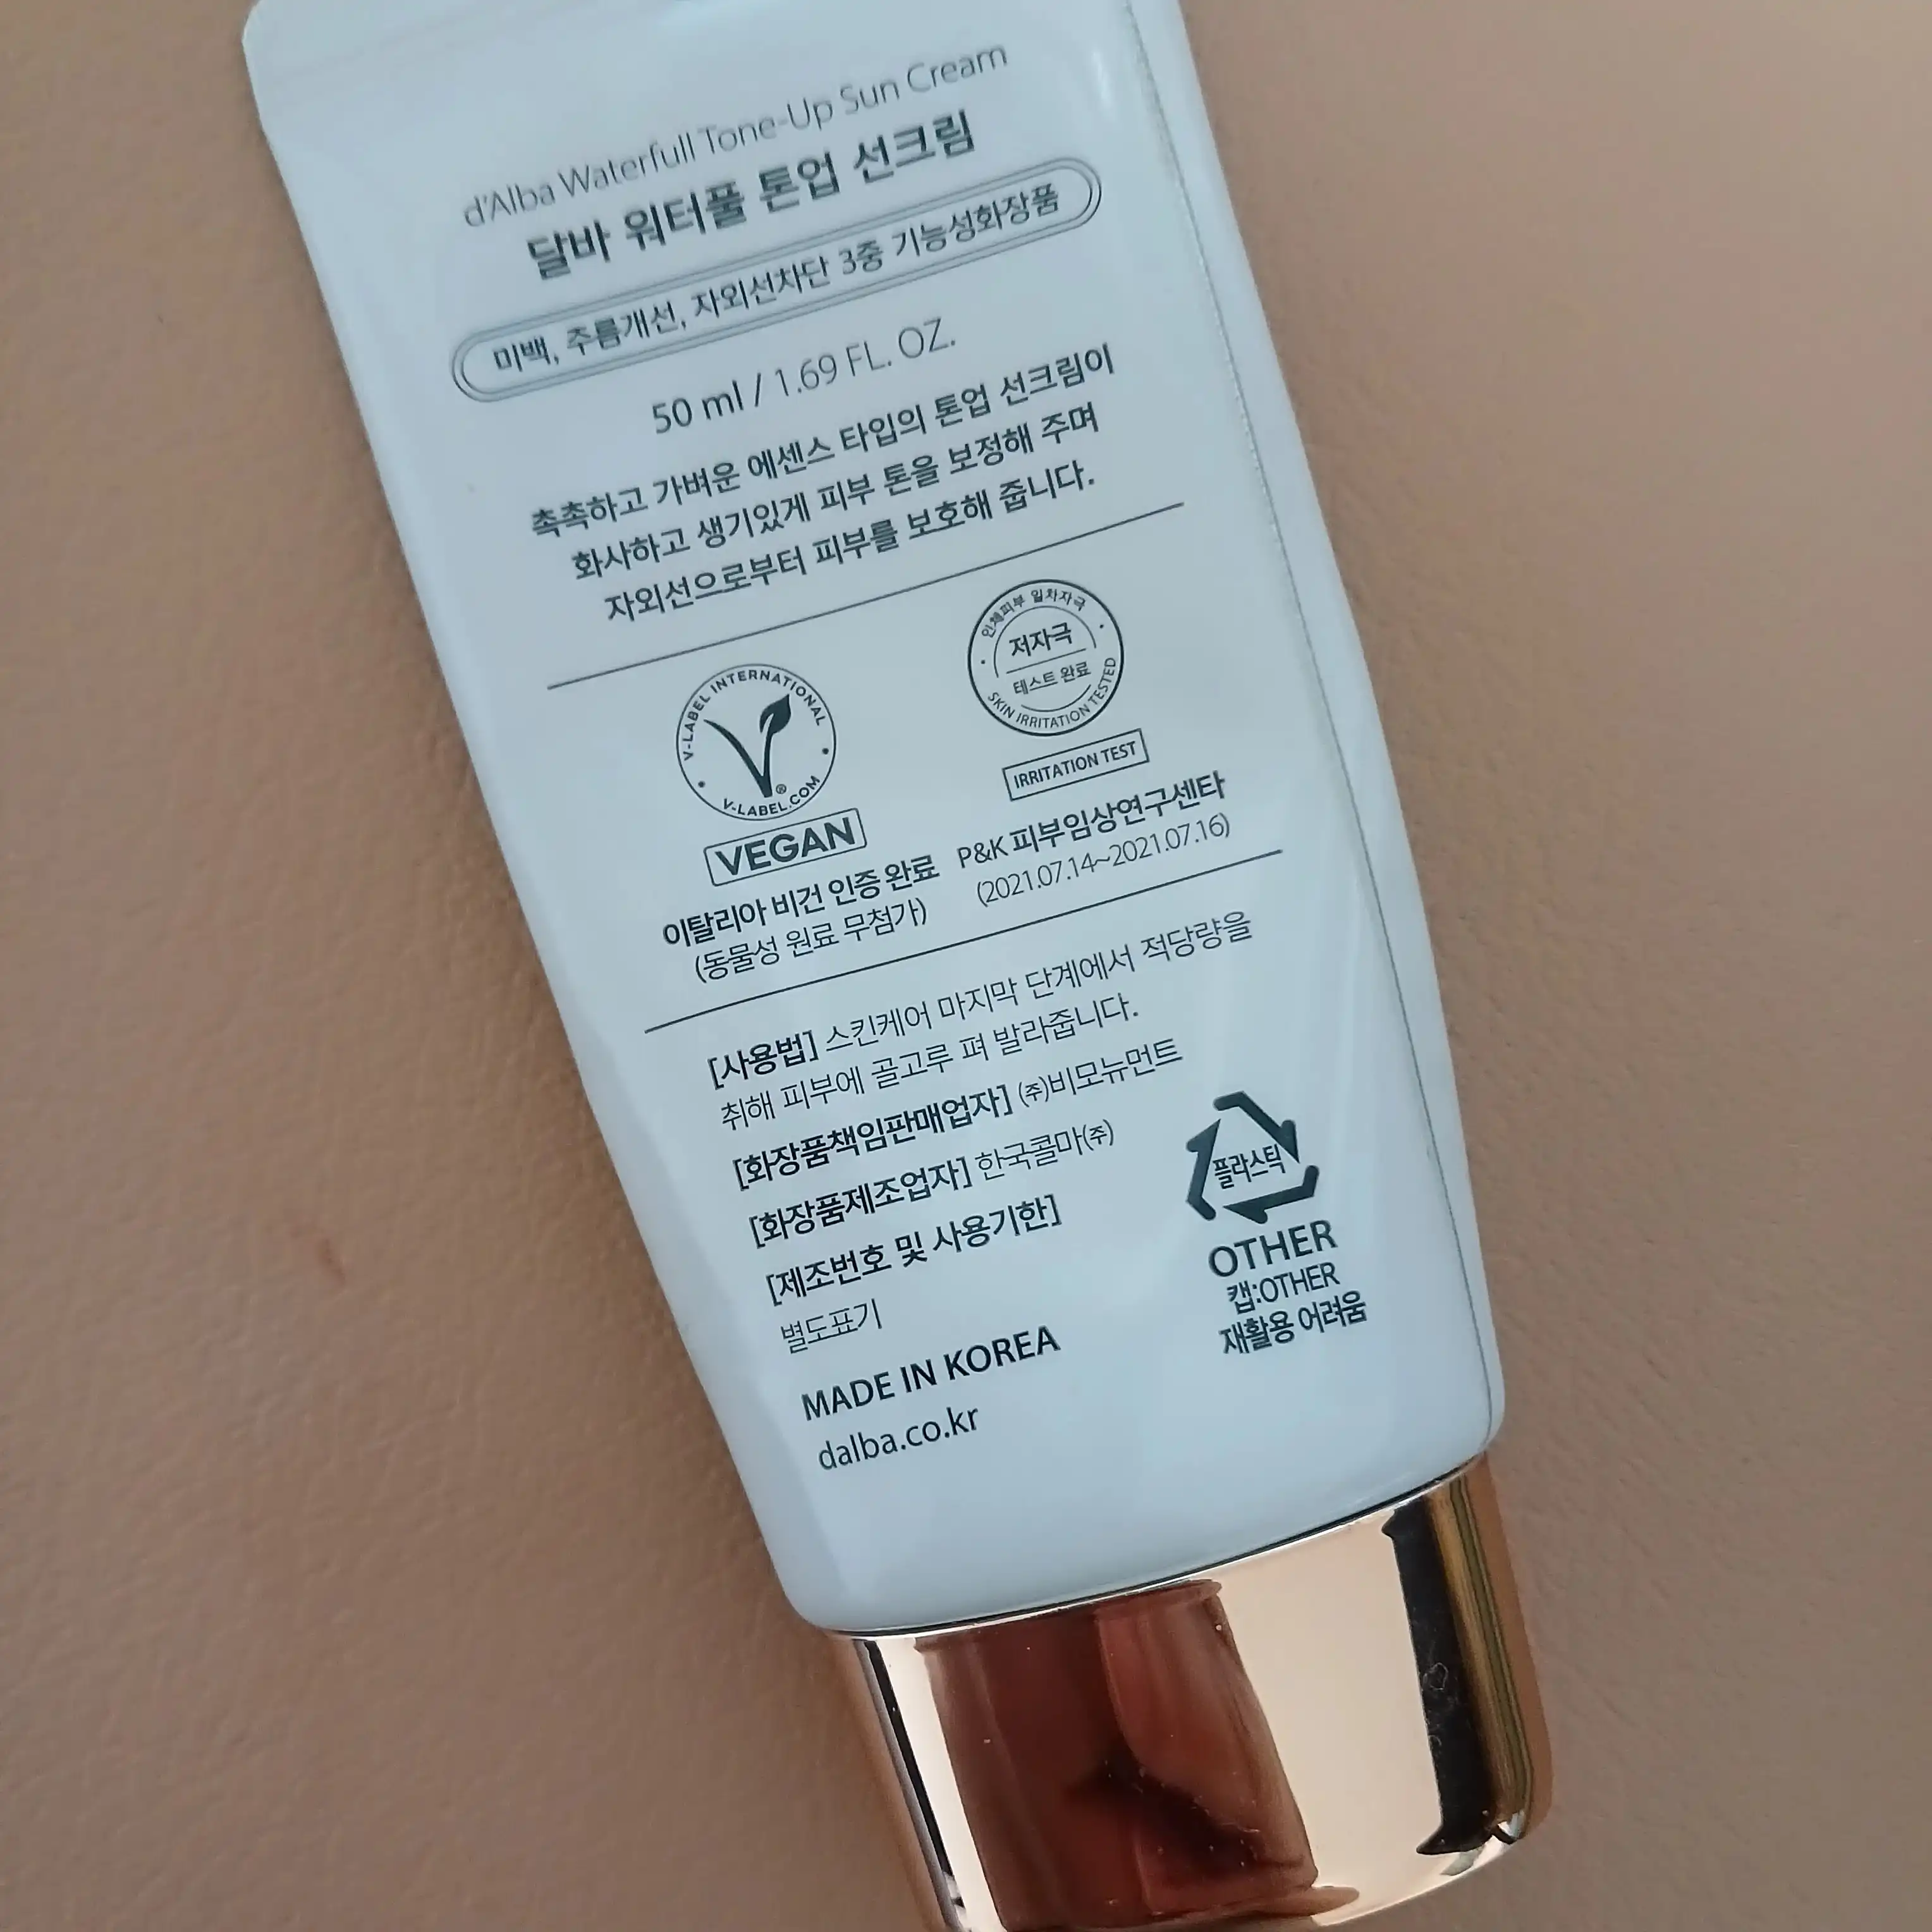 d'Alba Waterfull Tone-Up Sun Cream
달바 워터풀 톤업 선크림
미백, 주름개선, 자외선차단 3중 기능성화장품
50 ml / 1.69 FL. OZ.
촉촉하고 가벼운 에센스 타입의 톤업 선크림이
화사하고 생기있게 피부 톤을 보정해 주며
자외선으로부터 피부를 보호해 줍니다.
V-LABEL INTERNATIONAL
V-LABEL.COM
®
VEGAN
이탈리아 비건 인증 완료
(동물성 원료 무첨가)
인체피부 일차자극
저자극
테스트 완료
SKIN IRRITATION TESTED
IRRITATION TEST
P&K 피부임상연구센타
(2021.07.14~2021.07.16)
[사용법] 스킨케어 마지막 단계에서 적당량을
취해 피부에 골고루 펴 발라줍니다.
[화장품책임판매업자] (주)비모뉴먼트
[화장품제조업자] 한국콜마(주)
[제조번호 및 사용기한]
별도표기
MADE IN KOREA
dalba.co.kr
플라스틱
OTHER
캡:OTHER
재활용 어려움